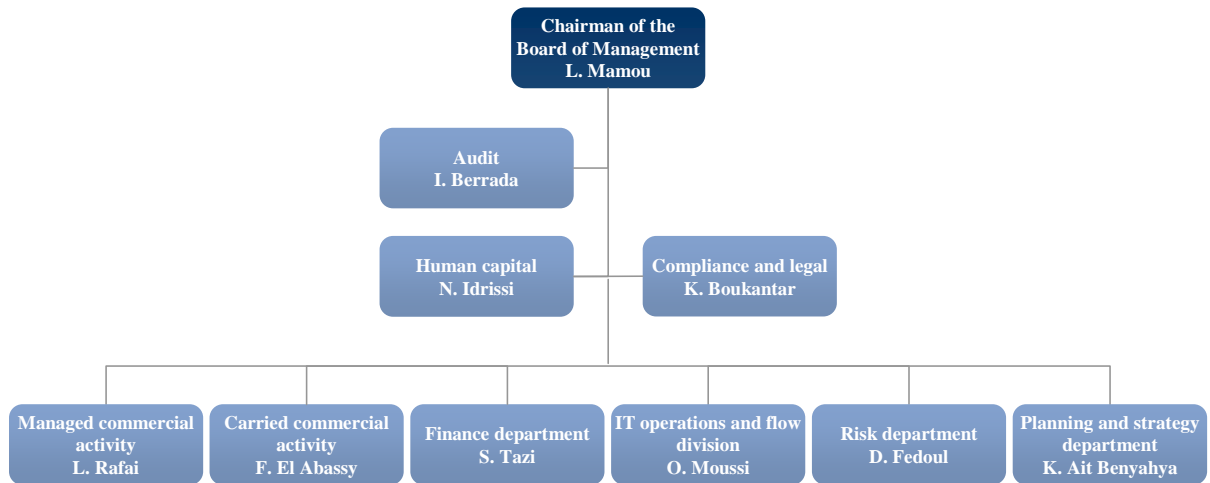 Chairman of the
Board of Management
L. Mamou
Audit
I. Berrada
Human capital
N. Idrissi
Compliance and legal
K. Boukantar
Managed commercial
activity
L. Rafai
Carried commercial
activity
F. El Abassy
Finance department
S. Tazi
IT operations and flow
division
O. Moussi
Risk department
D. Fedoul
Planning and strategy
department
K. Ait Benyahya